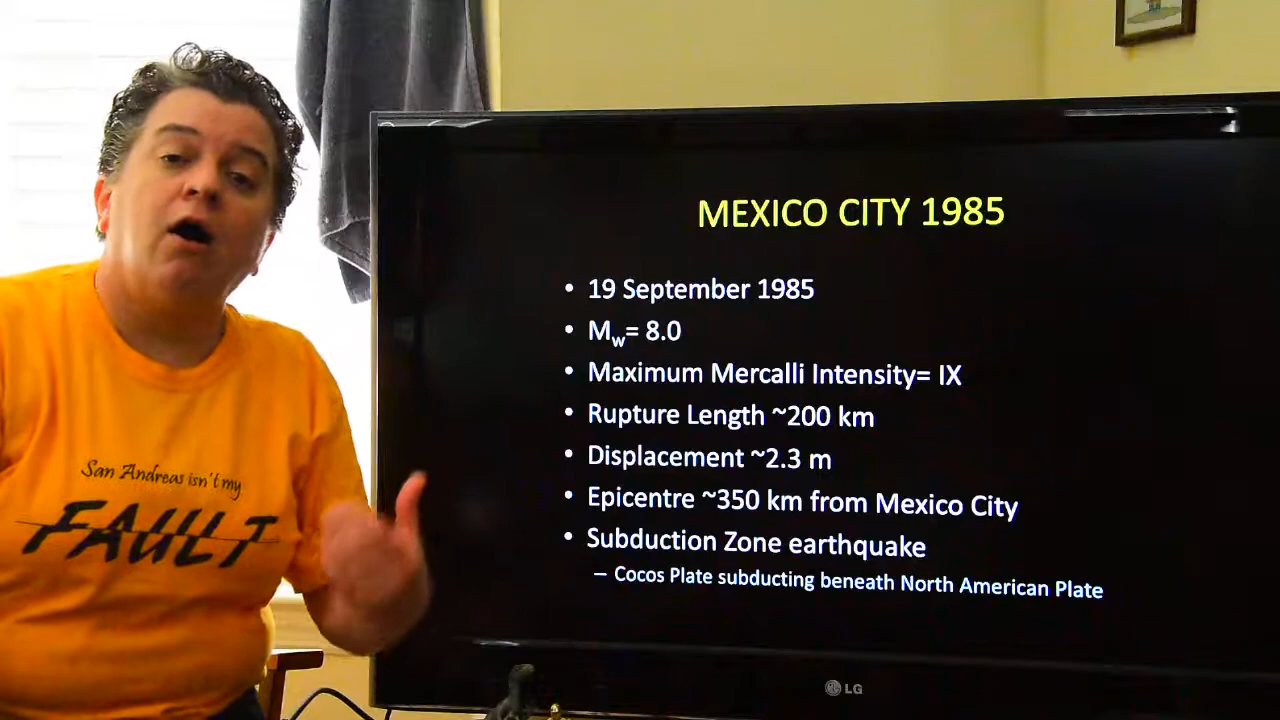 San Andreas isn't my
FAULT
MEXICO CITY 1985
• 19 September 1985
• Mw= 8.0
• Maximum Mercalli Intensity= IX
• Rupture Length ~200 km
• Displacement ~2.3 m
• Epicentre ~350 km from Mexico City
• Subduction Zone earthquake
– Cocos Plate subducting beneath North American Plate
LG